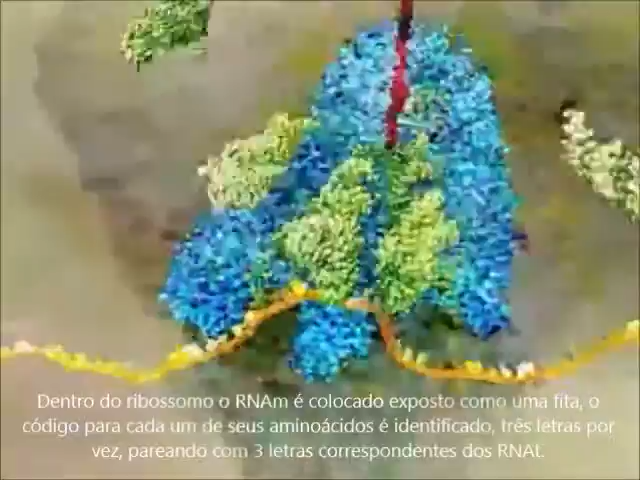 Dentro do ribossomo o RNAm é colocado exposto como uma fita, o
código para cada um de seus aminoácidos é identificado, três letras por
vez, pareando com 3 letras correspondentes dos RNAt.